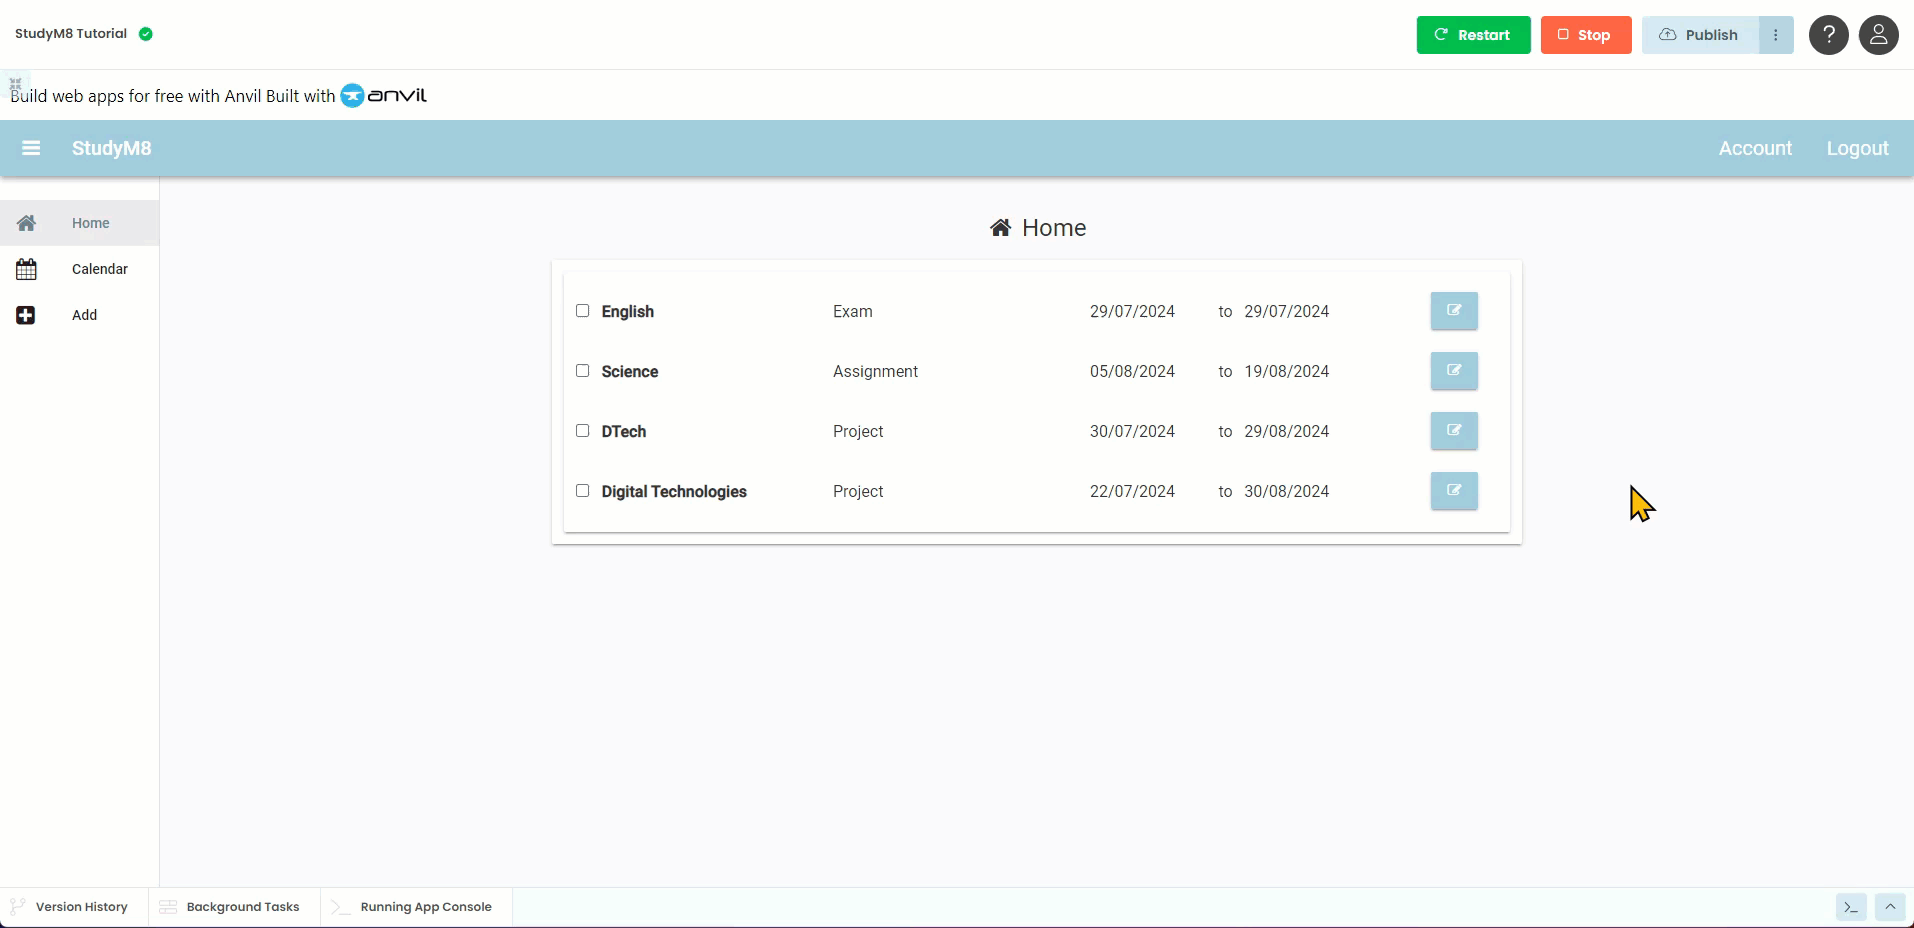 StudyM8 Tutorial
Restart
Stop
Publish
?
Build web apps for free with Anvil Built with anvil
StudyM8
Account
Logout
Home
Calendar
Add
Home
English Exam 29/07/2024 to 29/07/2024
Science Assignment 05/08/2024 to 19/08/2024
DTech Project 30/07/2024 to 29/08/2024
Digital Technologies Project 22/07/2024 to 30/08/2024
Version History
Background Tasks
Running App Console